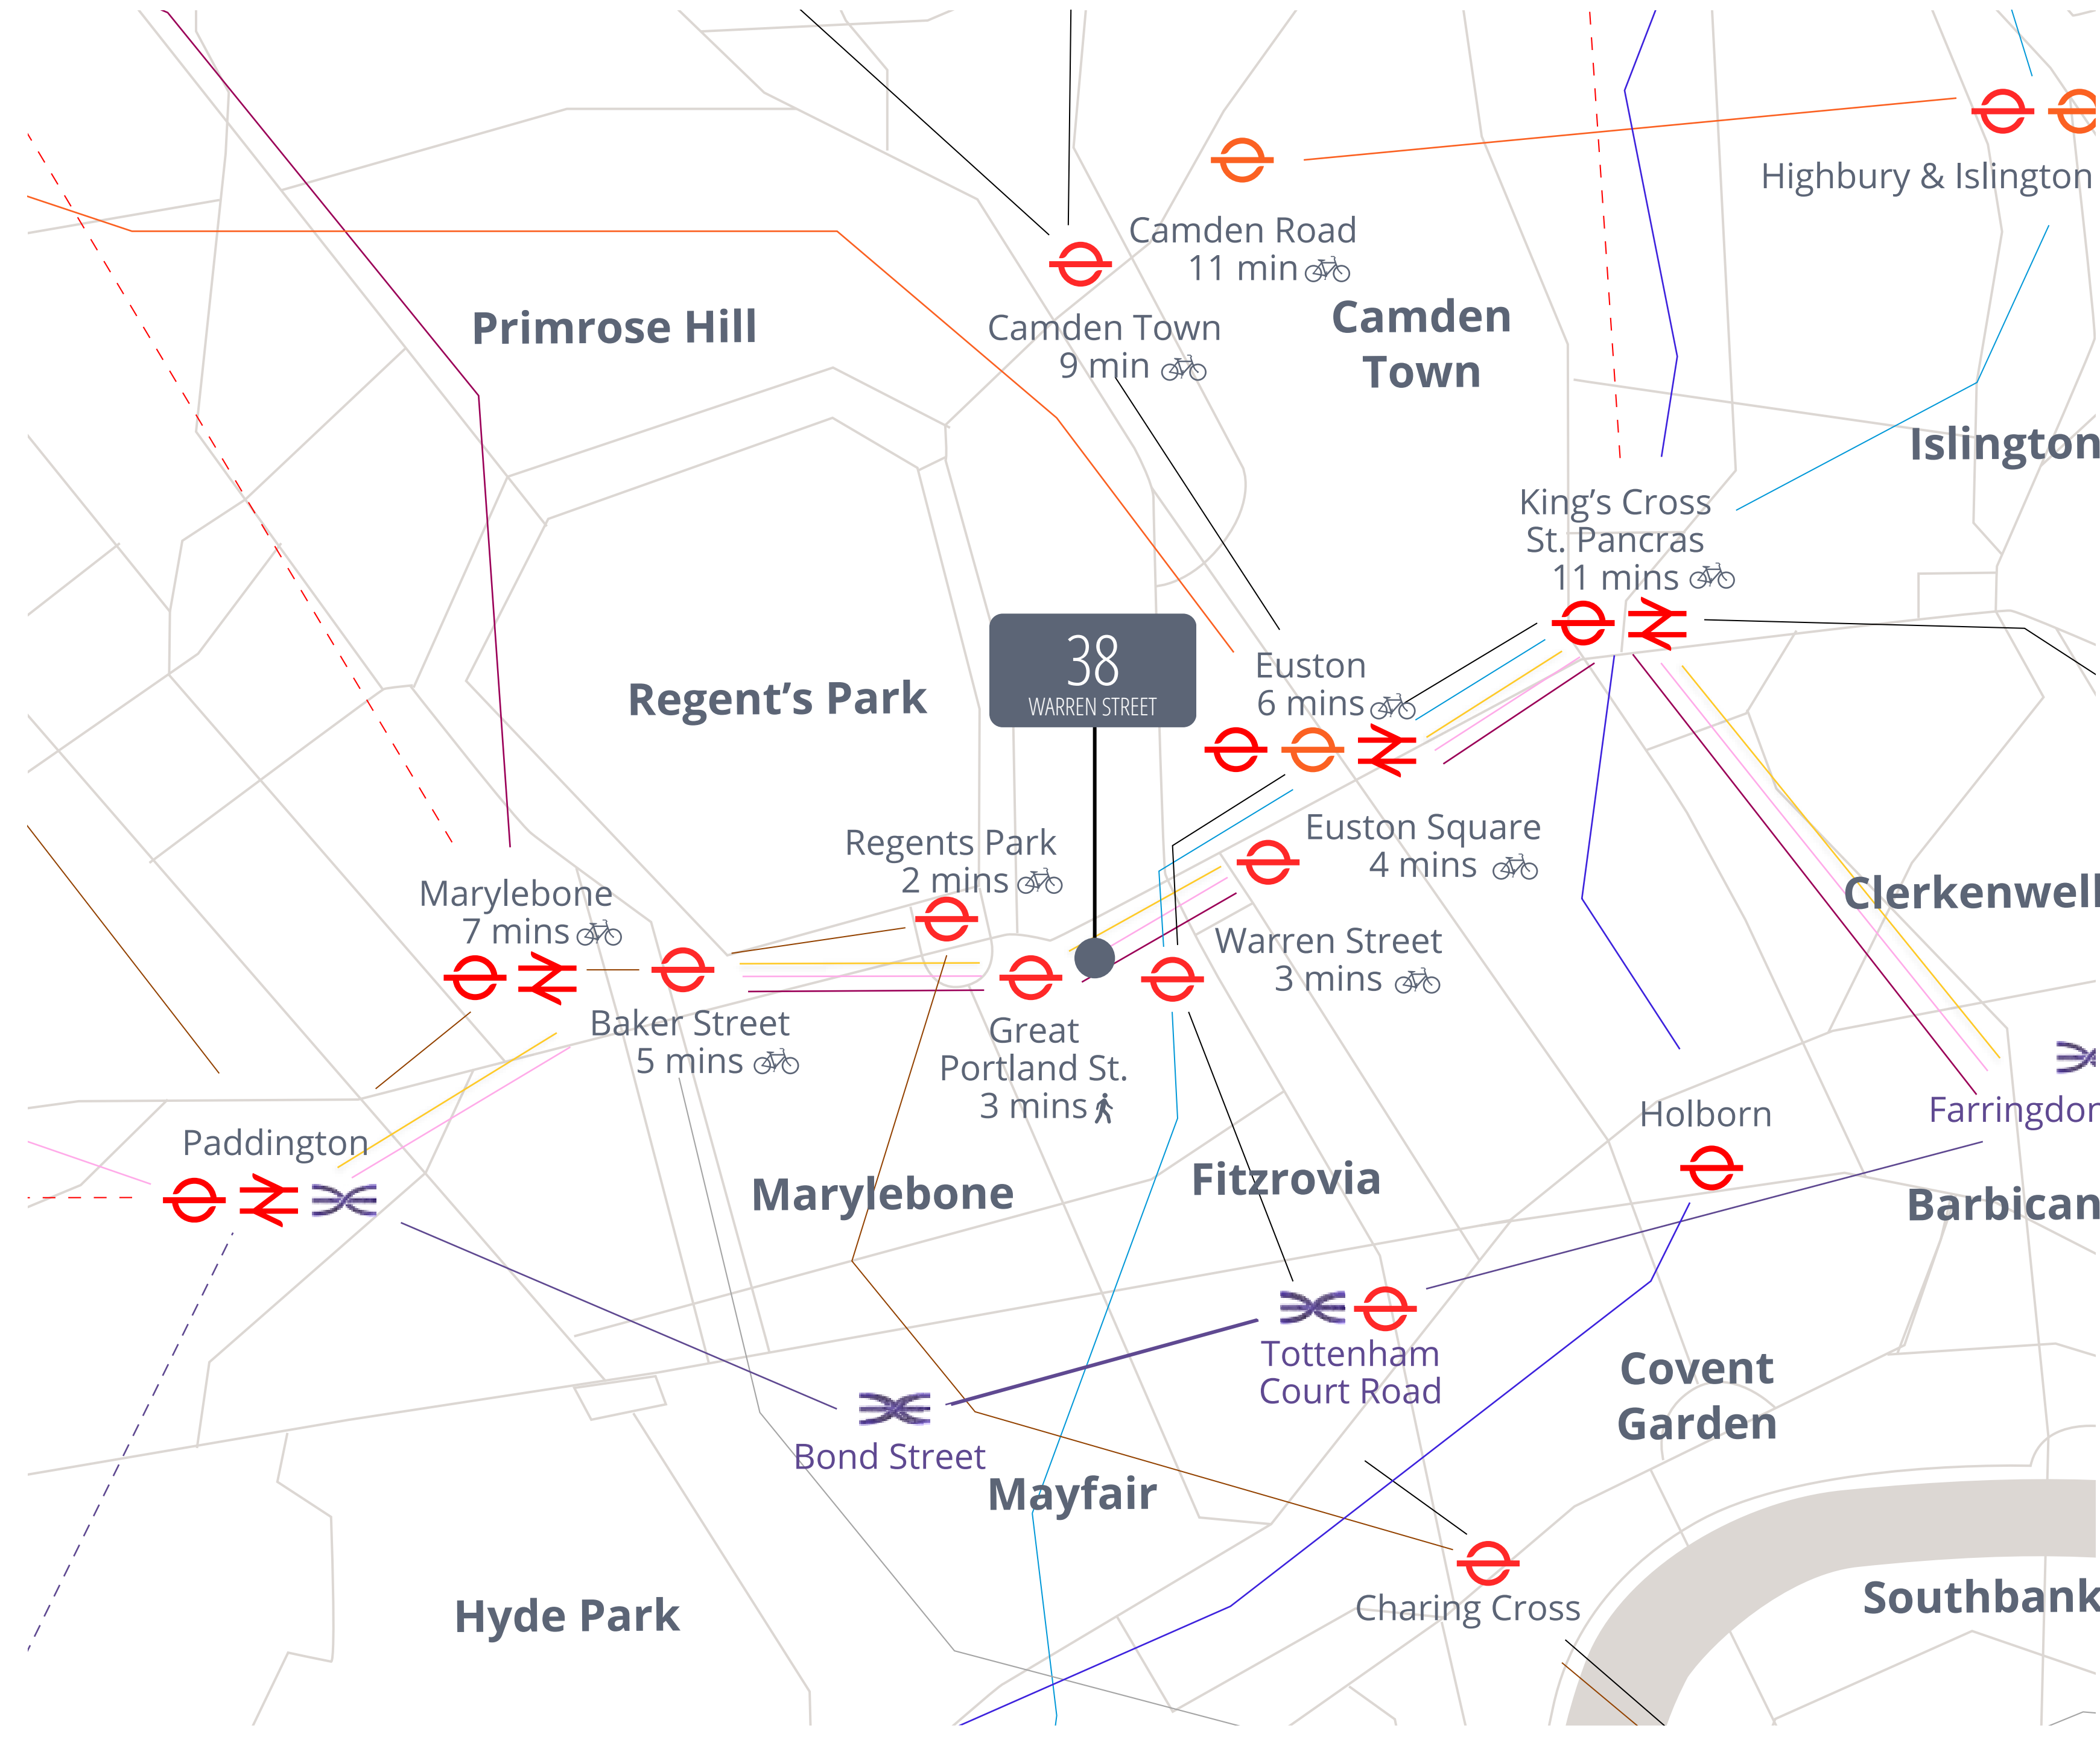 Highbury & Islington
Camden Road
11 min
Camden Town
9 min
Camden
Town
Primrose Hill
Islington
King’s Cross
St. Pancras
11 mins
38
WARREN STREET
Euston
6 mins
Regent’s Park
Regents Park
2 mins
Euston Square
4 mins
Marylebone
7 mins
Clerkenwell
Warren Street
3 mins
Baker Street
5 mins
Great
Portland St.
3 mins
Holborn
Farringdon
Paddington
Marylebone
Fitzrovia
Barbican
Tottenham
Court Road
Covent
Garden
Bond Street
Mayfair
Hyde Park
Charing Cross
Southbank